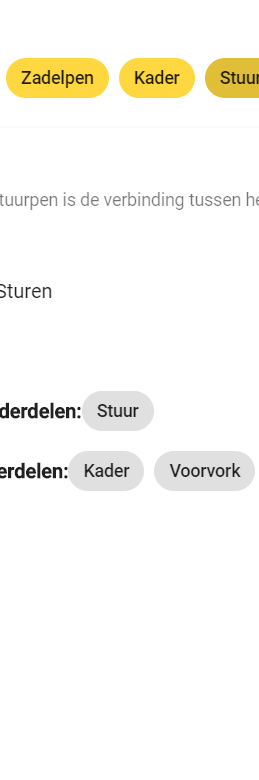 Zadelpen Kader Stuur
tuurpen is de verbinding tussen he
Sturen
derdelen: Stuur
erdelen: Kader Voorvork